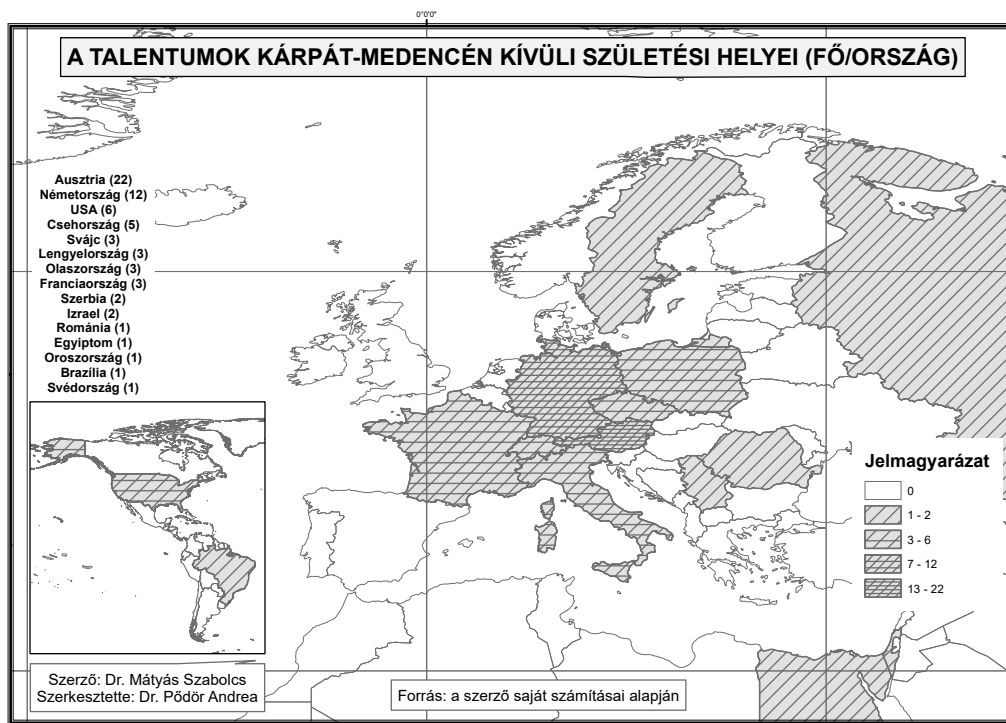 0°0'0"
A TALENTUMOK KÁRPÁT-MEDENCÉN KÍVÜLI SZÜLETÉSI HELYEI (FŐ/ORSZÁG)
Ausztria (22)
Németország (12)
USA (6)
Csehország (5)
Svájc (3)
Lengyelország (3)
Olaszország (3)
Franciaország (3)
Szerbia (2)
Izrael (2)
Románia (1)
Egyiptom (1)
Oroszország (1)
Brazília (1)
Svédország (1)
Jelmagyarázat
0
1 - 2
3 - 6
7 - 12
13 - 22
Szerző: Dr. Mátyás Szabolcs
Szerkesztette: Dr. Pődör Andrea
Forrás: a szerző saját számításai alapján